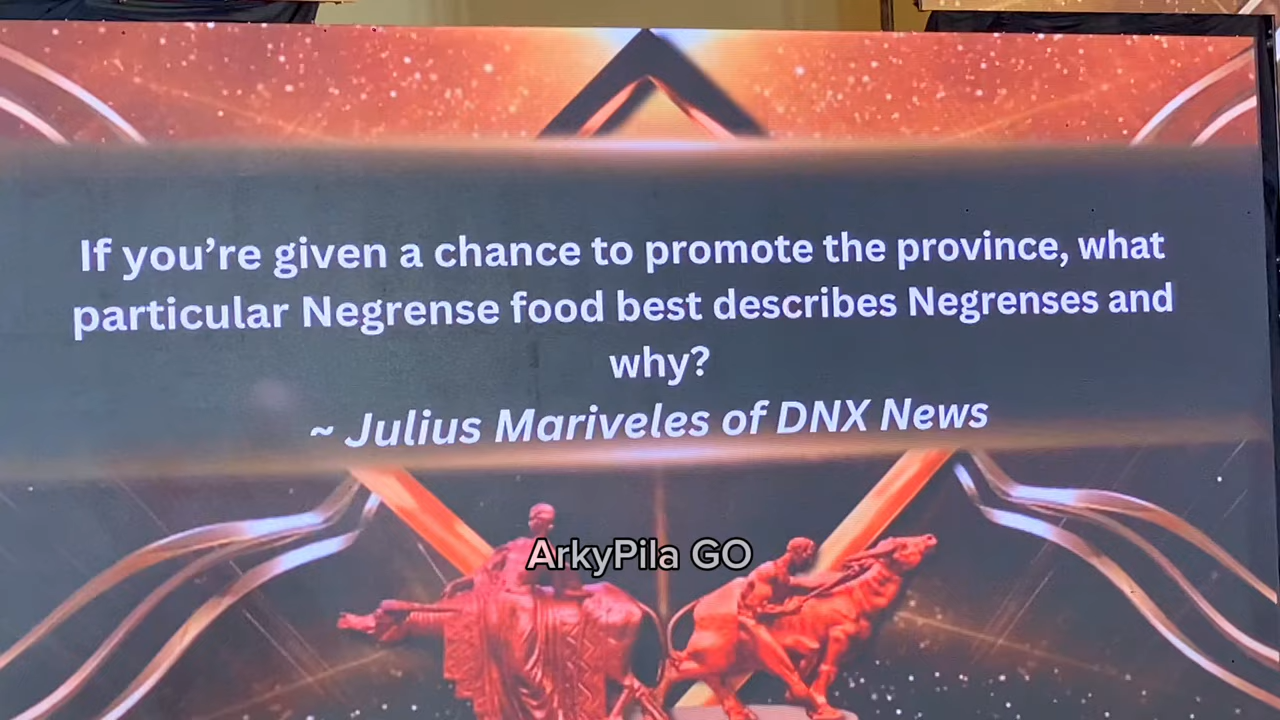 If you’re given a chance to promote the province, what
particular Negrense food best describes Negrenses and
why?
~ Julius Mariveles of DNX News
ArkyPila GO